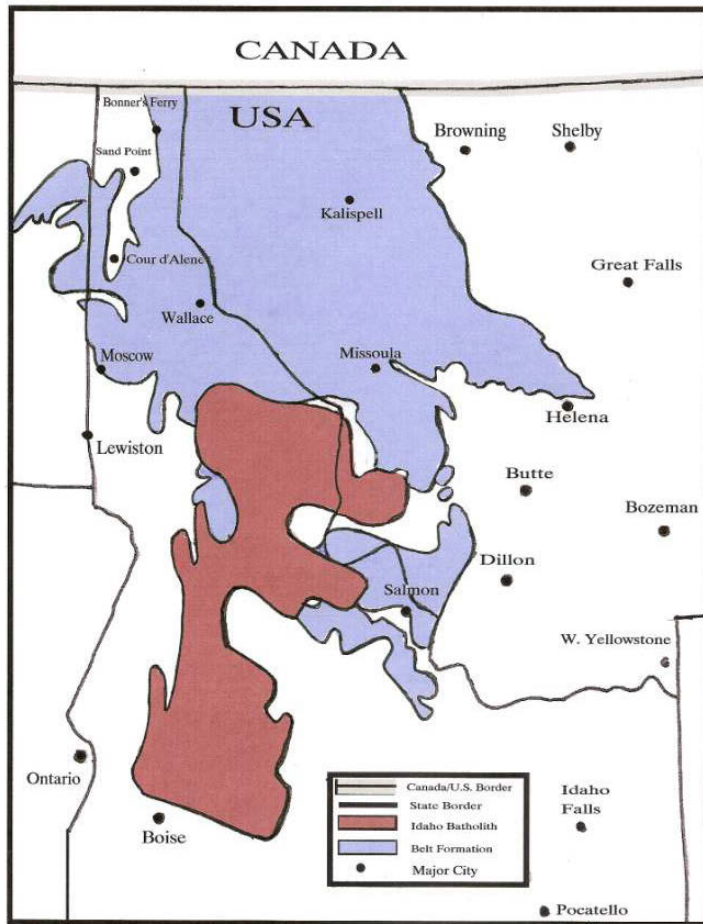 CANADA
USA
Bonner's Ferry
Browning
Shelby
Sand Point
Kalispell
Cour d'Alene
Great Falls
Wallace
Moscow
Missoula
Helena
Lewiston
Butte
Bozeman
Dillon
Salmon
W. Yellowstone
Ontario
Boise
Idaho
Falls
Pocatello
Canada/U.S. Border
State Border
Idaho Batholith
Belt Formation
Major City